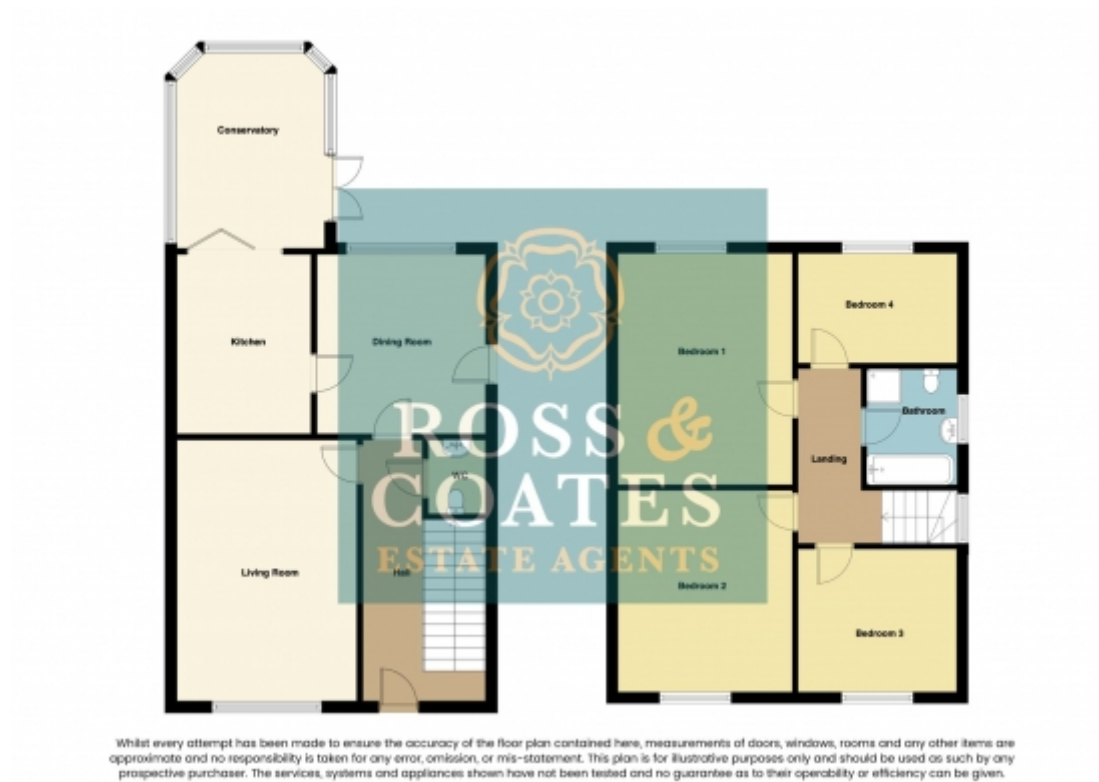 Conservatory
Kitchen
Dining Room
WC
Living Room
Hall
Bedroom 1
Bedroom 4
Bathroom
Landing
Bedroom 2
Bedroom 3
ROSS &
COATES
ESTATE AGENTS
Whilst every attempt has been made to ensure the accuracy of the floor plan contained here, measurements of doors, windows, rooms and any other items are
approximate and no responsibility is taken for any error, omission, or mis-statement. This plan is for illustrative purposes only and should be used as such by any
prospective purchaser. The services, systems and appliances shown have not been tested and no guarantee as to their operability or efficiency can be given.